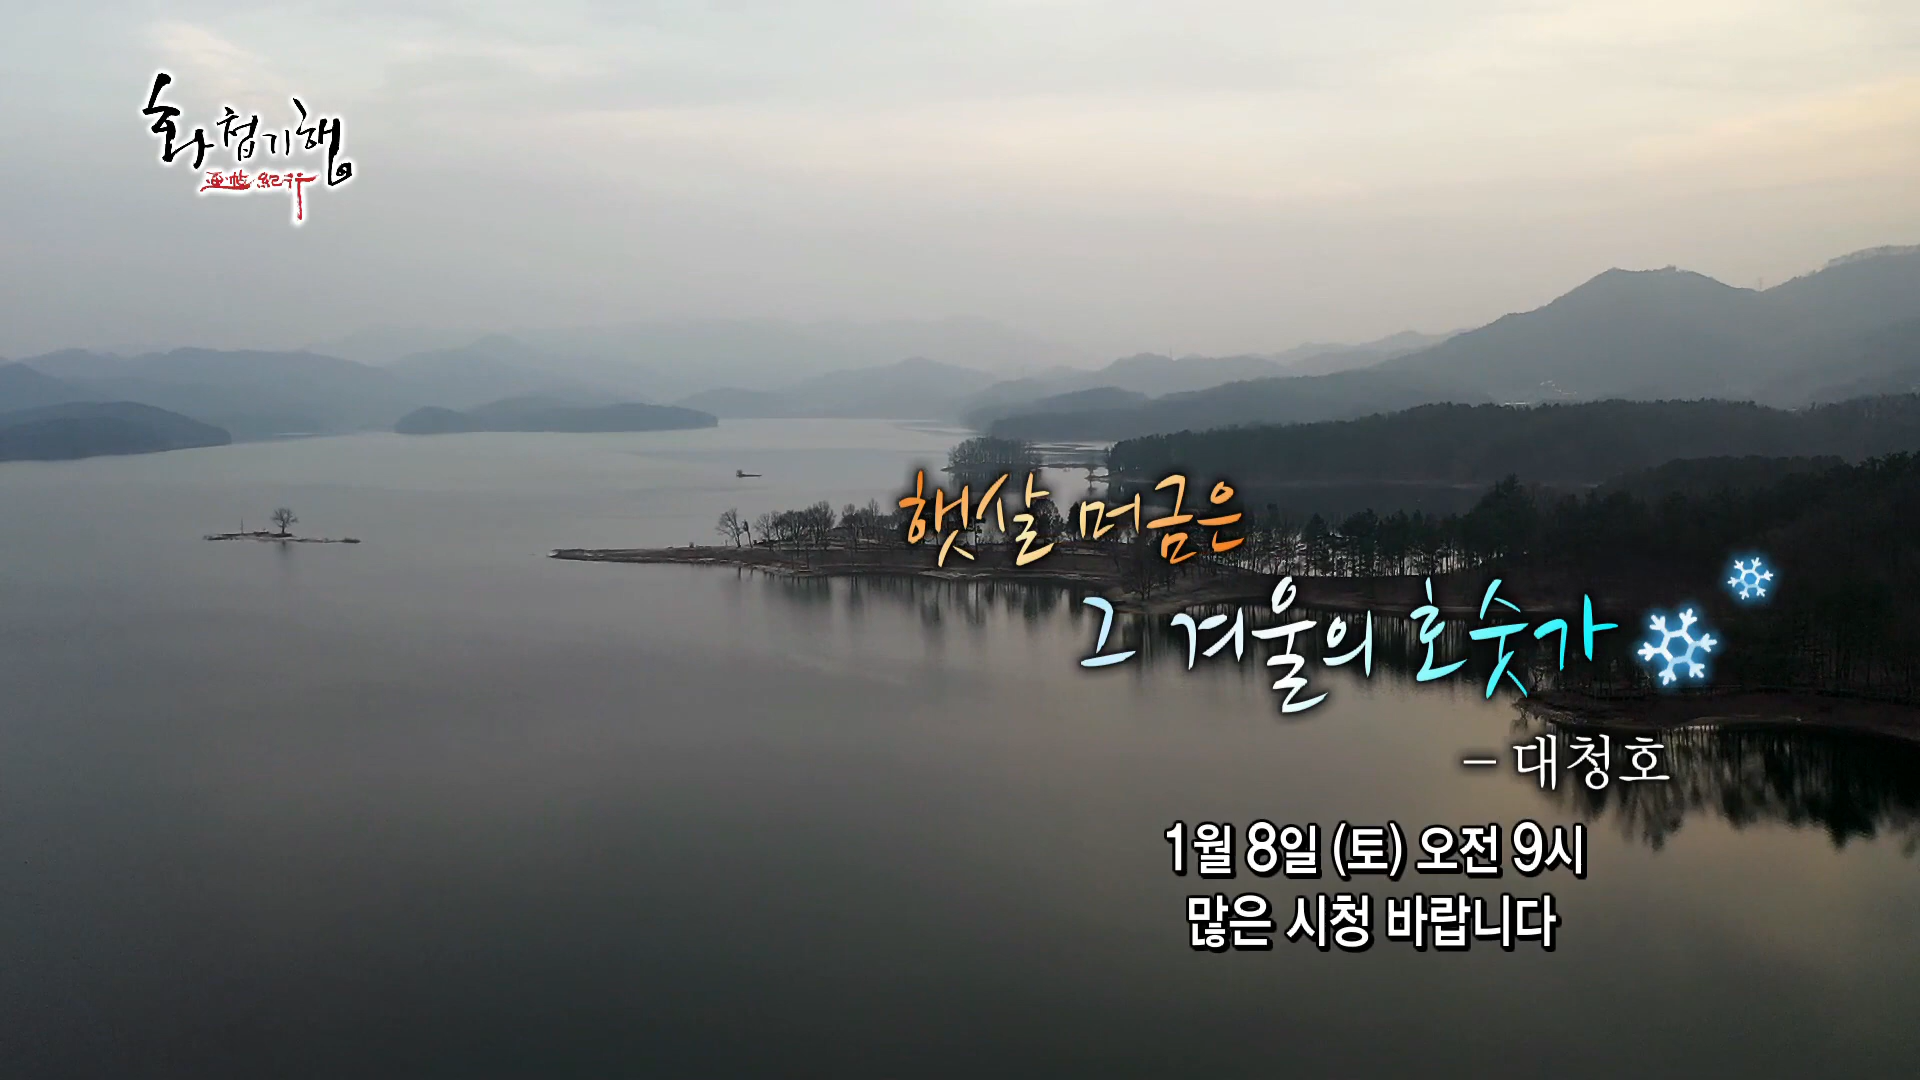 화첩기행
画帖紀行
햇살 머금은
그 겨울의 호숫가
- 대청호
1월 8일 (토) 오전 9시
많은 시청 바랍니다